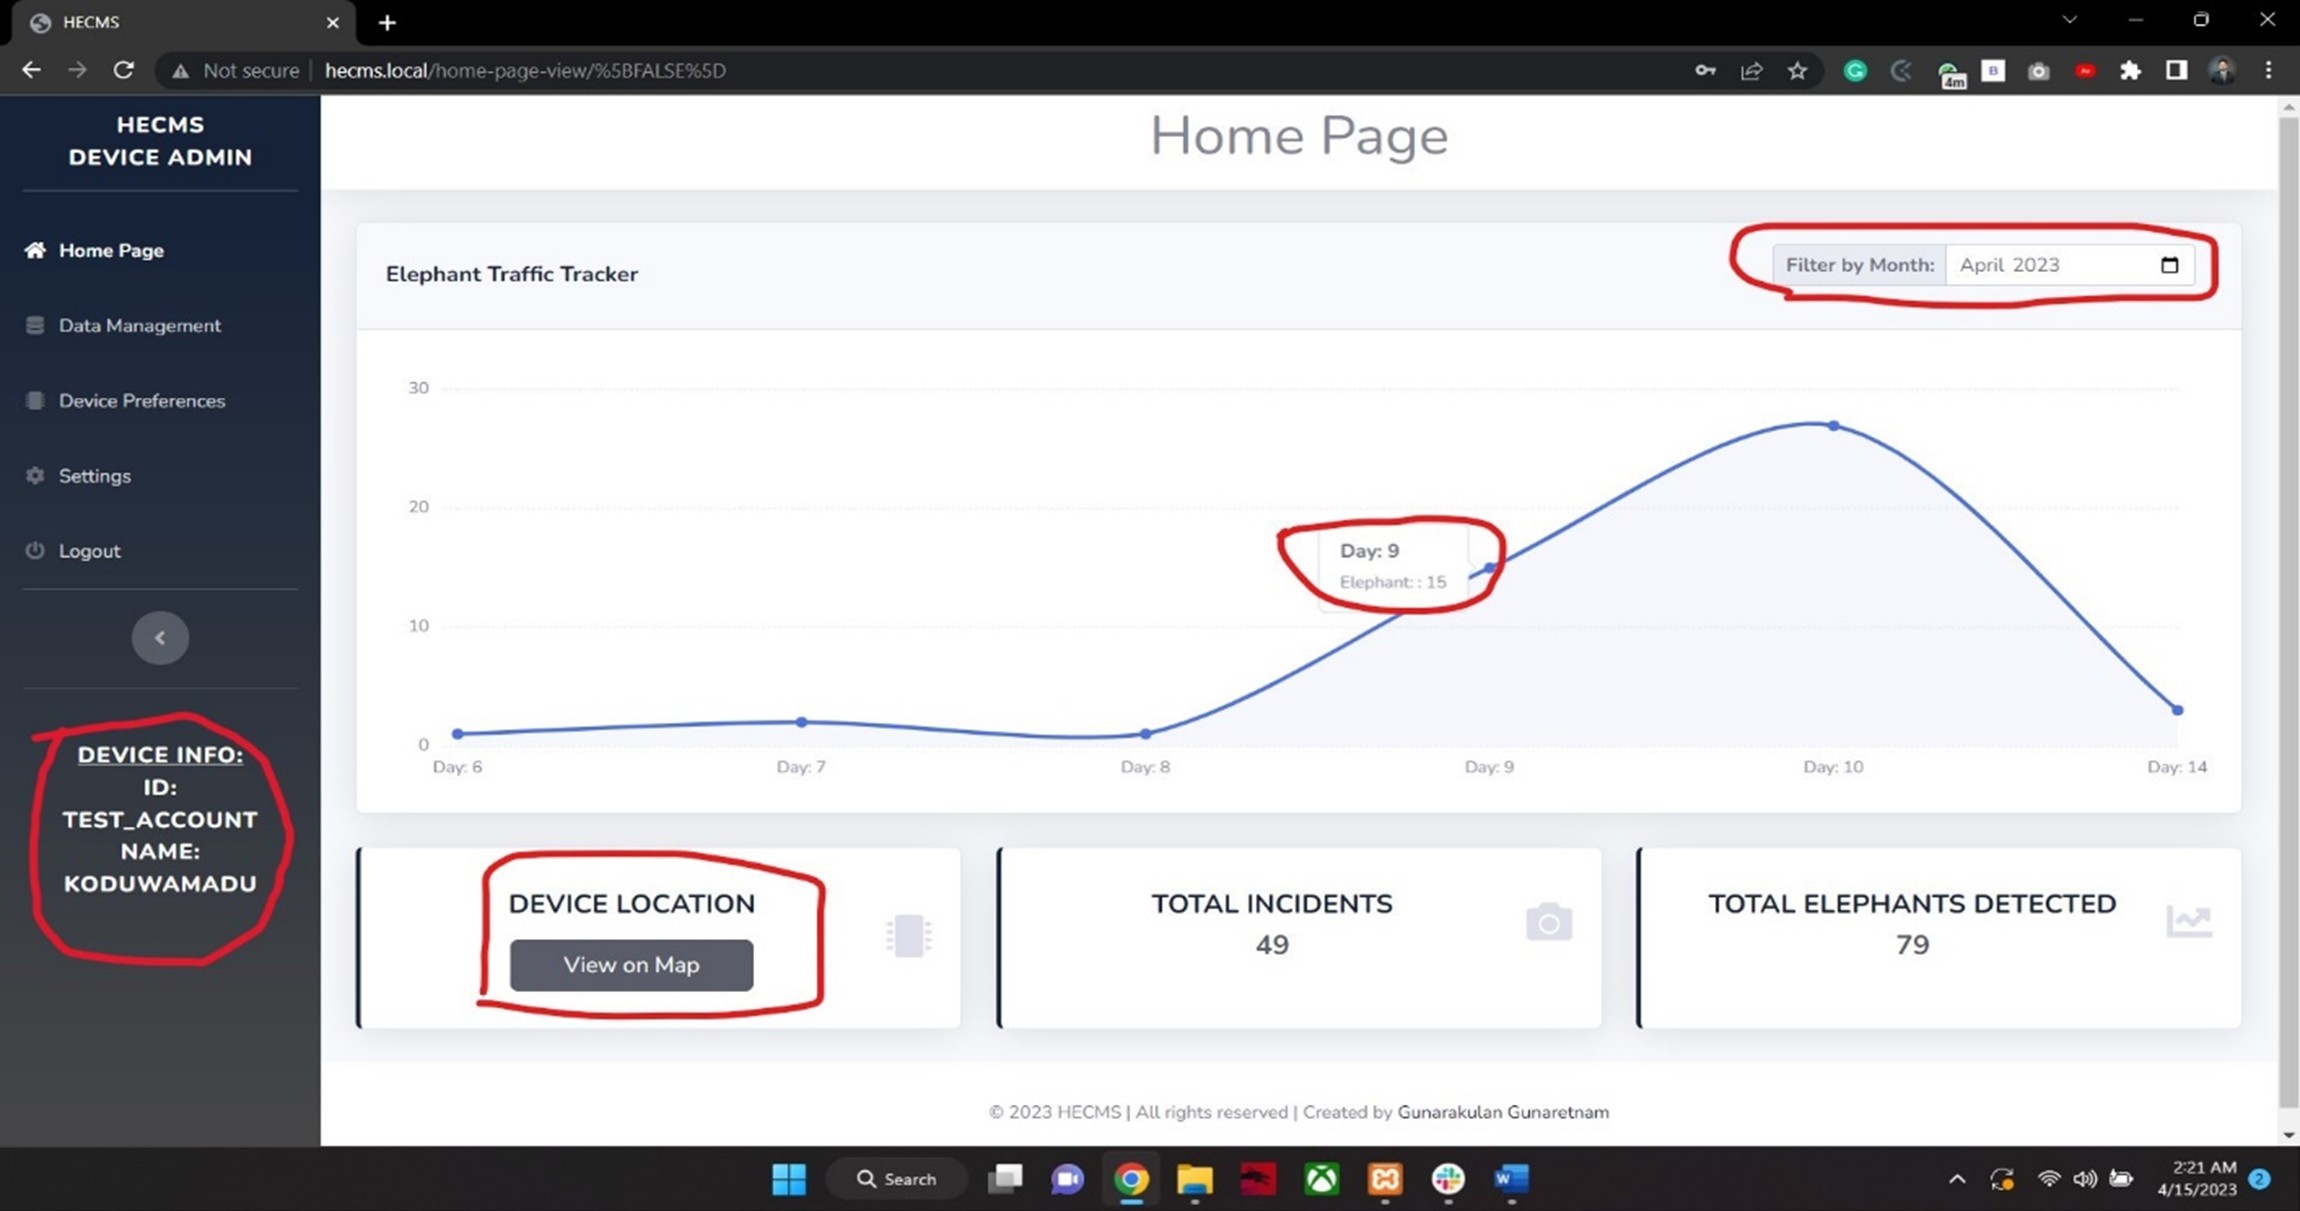 HECMS
Not secure
hecms.local/home-page-view/%5BFALSE%5D
4m
B
HECMS
DEVICE ADMIN
Home Page
Data Management
Device Preferences
Settings
Logout
DEVICE INFO:
ID:
TEST_ACCOUNT
NAME:
KODUWAMADU
Home Page
Elephant Traffic Tracker
Filter by Month: April 2023
30
20
10
0
Day: 9
Elephant: : 15
Day: 6 Day: 7 Day: 8 Day: 9 Day: 10 Day: 14
DEVICE LOCATION
View on Map
TOTAL INCIDENTS
49
TOTAL ELEPHANTS DETECTED
79
© 2023 HECMS | All rights reserved | Created by Gunarakulan Gunaretnam
Search
W
2:21 AM
4/15/2023
2